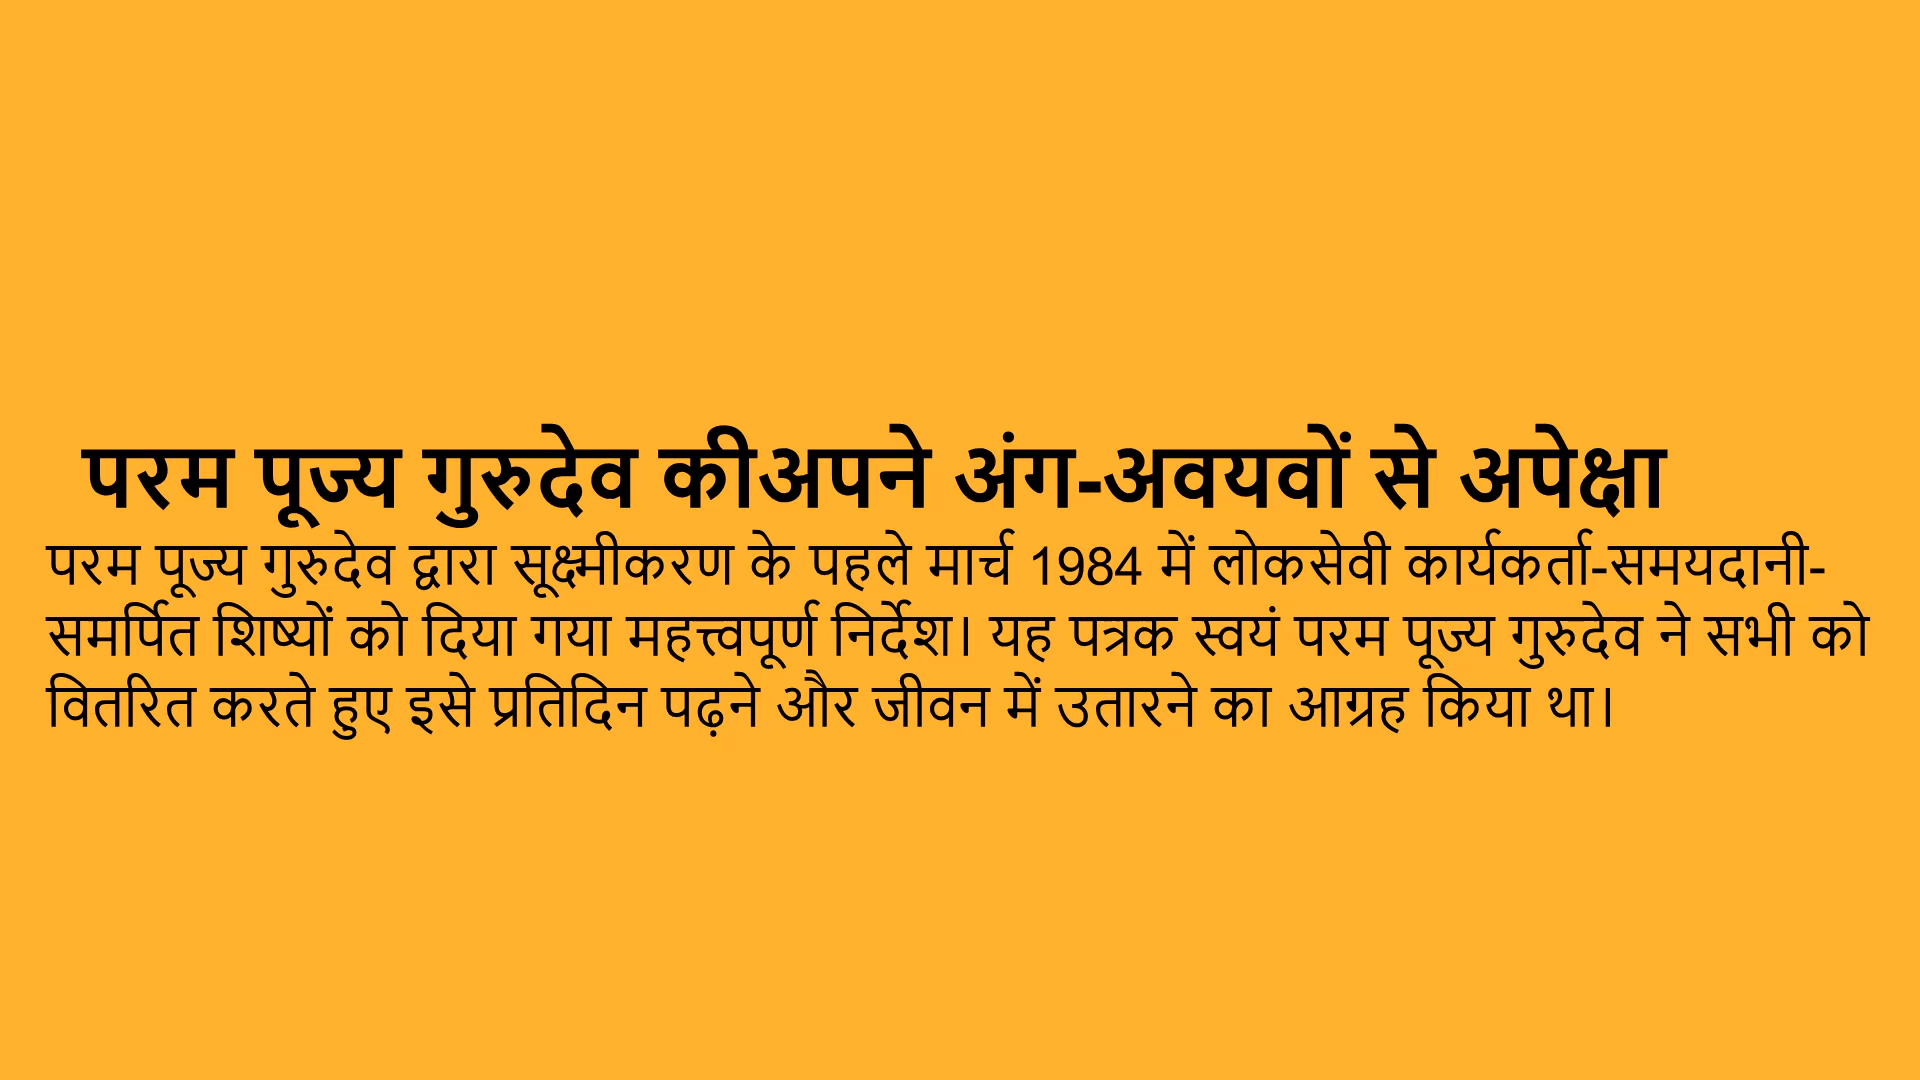 परम पूज्य गुरुदेव कीअपने अंग-अवयवों से अपेक्षा
परम पूज्य गुरुदेव द्वारा सूक्ष्मीकरण के पहले मार्च 1984 में लोकसेवी कार्यकर्ता-समयदानी-
समर्पित शिष्यों को दिया गया महत्त्वपूर्ण निर्देश। यह पत्रक स्वयं परम पूज्य गुरुदेव ने सभी को
वितरित करते हुए इसे प्रतिदिन पढ़ने और जीवन में उतारने का आग्रह किया था।